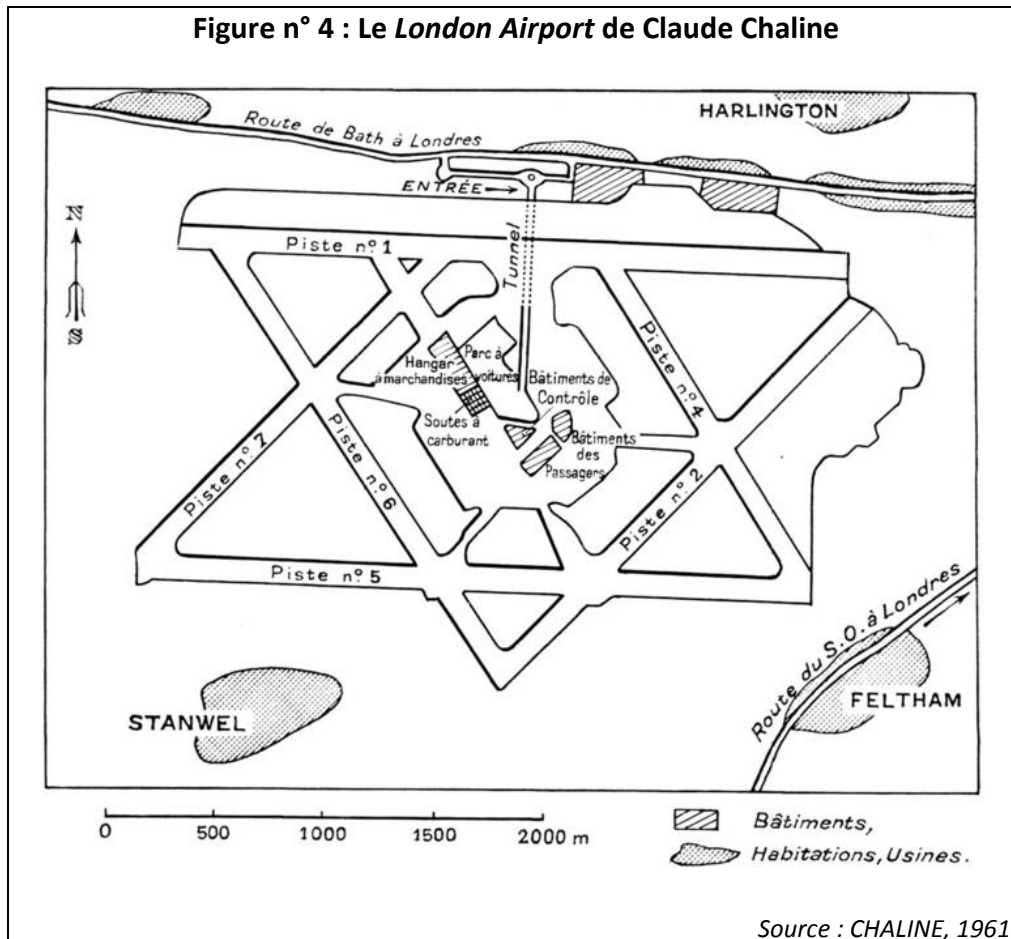 Figure n° 4 : Le London Airport de Claude Chaline
HARLINGTON
Route de Bath à Londres
ENTRÉE
N
S
Tunnel
Piste n° 1
Parc à
voitures
Hangar
à marchandises
Bâtiments de
Contrôle
Piste n° 4
Soutes à
carburant
Bâtiments
des
Passagers
Piste n° 7
Piste n° 6
Piste n° 2
Piste n° 5
Route du S.O. à Londres
STANWEL
FELTHAM
0 500 1000 1500 2000 m
Bâtiments,
Habitations, Usines.
Source : CHALINE, 1961